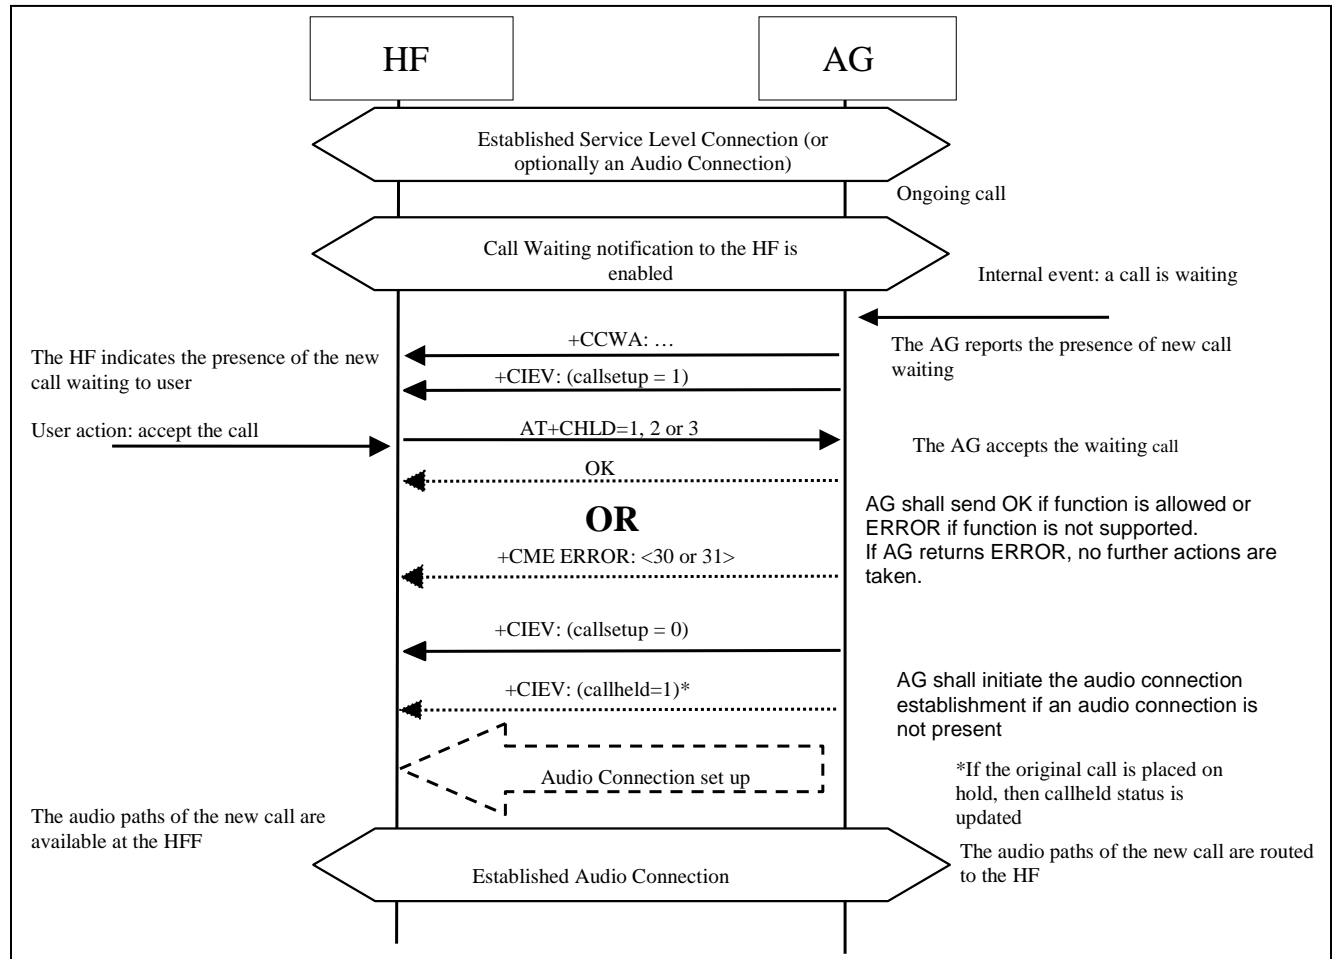 HF
AG
Established Service Level Connection (or
optionally an Audio Connection)
Ongoing call
Call Waiting notification to the HF is
enabled
Internal event: a call is waiting
+CCWA: …
The HF indicates the presence of the new
call waiting to user
The AG reports the presence of new call
waiting
+CIEV: (callsetup = 1)
User action: accept the call
AT+CHLD=1, 2 or 3
The AG accepts the waiting call
OK
AG shall send OK if function is allowed or
ERROR if function is not supported.
If AG returns ERROR, no further actions are
taken.
OR
+CME ERROR: <30 or 31>
+CIEV: (callsetup = 0)
+CIEV: (callheld=1)*
AG shall initiate the audio connection
establishment if an audio connection is
not present
Audio Connection set up
*If the original call is placed on
hold, then callheld status is
updated
The audio paths of the new call are
available at the HFF
The audio paths of the new call are routed
to the HF
Established Audio Connection